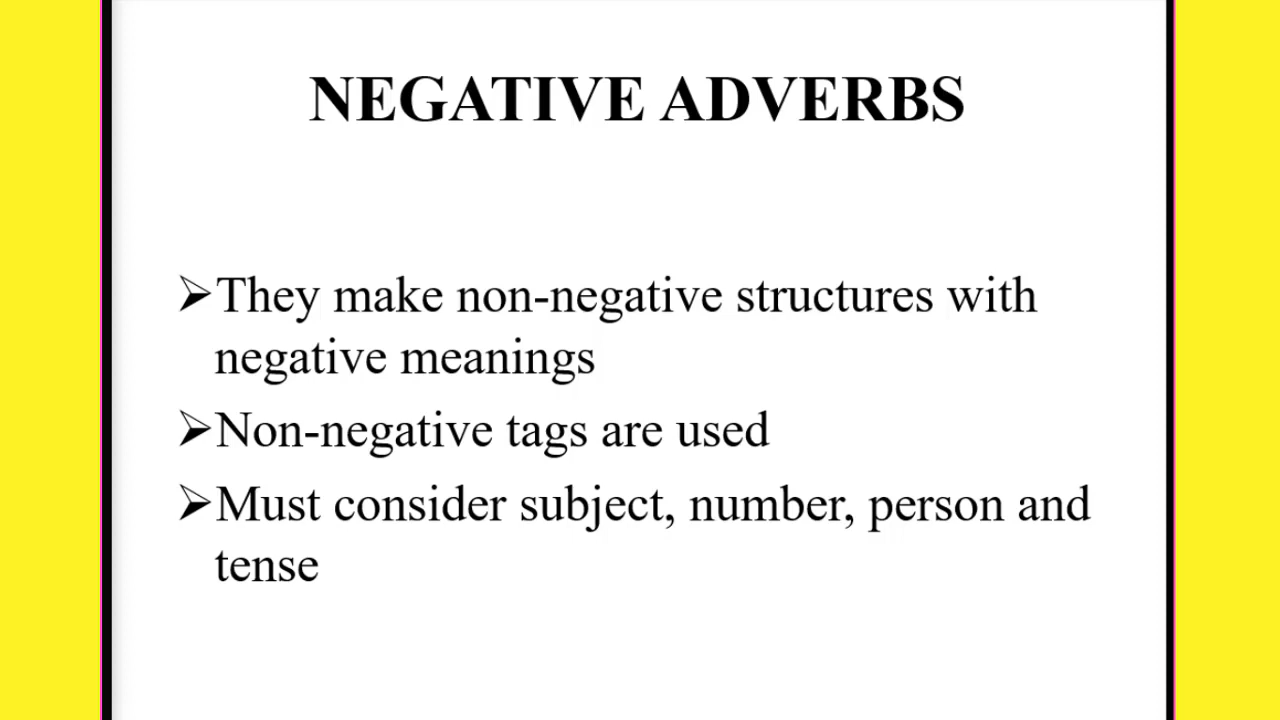 NEGATIVE ADVERBS
➢They make non-negative structures with
negative meanings
➢Non-negative tags are used
➢Must consider subject, number, person and
tense